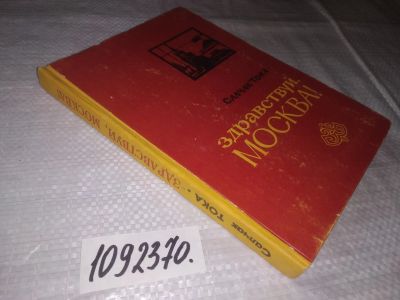 Салчак Тока
Здравствуй,
МОСКВА!
Салчак ТОКА • ЗДРАВСТВУЙ, МОСКВА!
1092370.